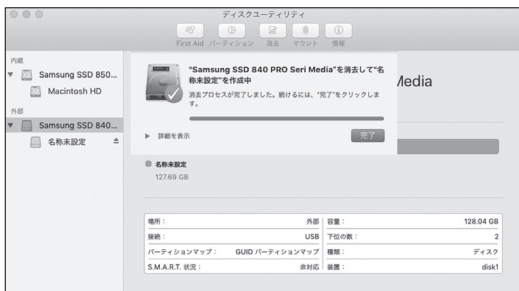 ディスクユーティリティ
First Aid パーティション 消去 マウント 情報
内蔵
Samsung SSD 850...
Macintosh HD
外部
Samsung SSD 840...
名称未設定
"Samsung SSD 840 PRO Seri Media"を消去して"名
称未設定"を作成中
消去プロセスが完了しました。続けるには、"完了"をクリックしま
す。
詳細を表示
完了
Media
名称未設定
127.69 GB
場所： 外部 容量： 128.04 GB
接続： USB 下位の数： 2
パーティションマップ： GUID パーティションマップ 種類： ディスク
S.M.A.R.T. 状況： 非対応 装置： disk1